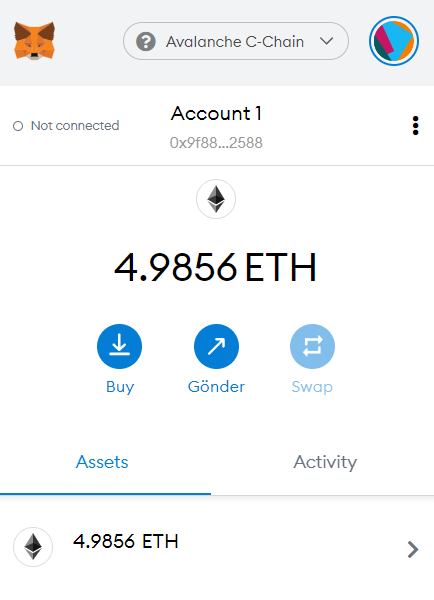 Avalanche C-Chain
Not connected
Account 1
0x9f88...2588
4.9856 ETH
Buy
Gönder
Swap
Assets
Activity
4.9856 ETH